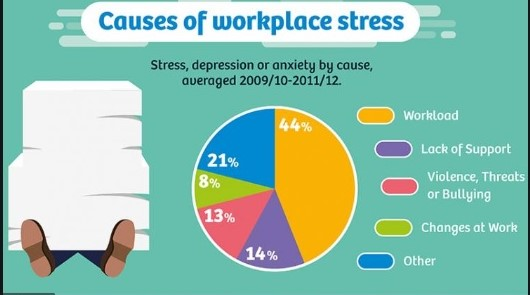 Causes of workplace stress
Stress, depression or anxiety by cause,
averaged 2009/10-2011/12.
44%
21%
8%
13%
14%
Workload
Lack of Support
Violence, Threats
or Bullying
Changes at Work
Other